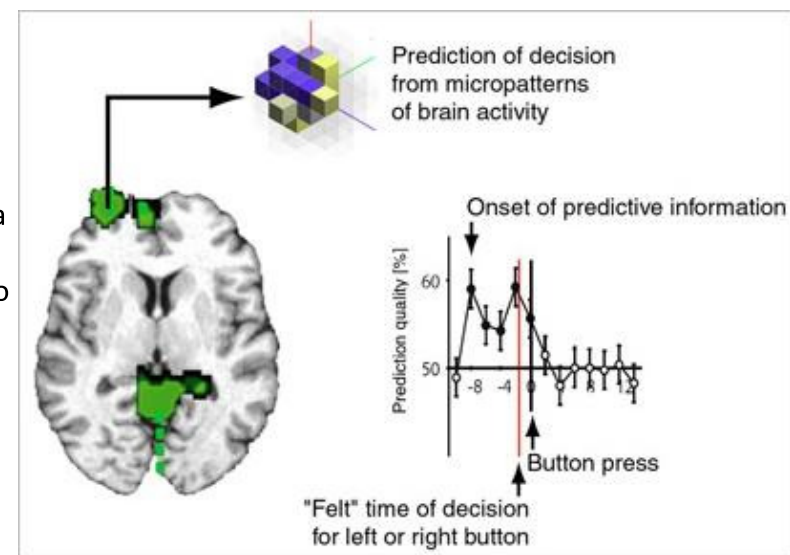 Prediction of decision
from micropatterns
of brain activity
a
o
Onset of predictive information
Prediction quality [%]
60
50
-8 -4 0 8 12
Button press
"Felt" time of decision
for left or right button